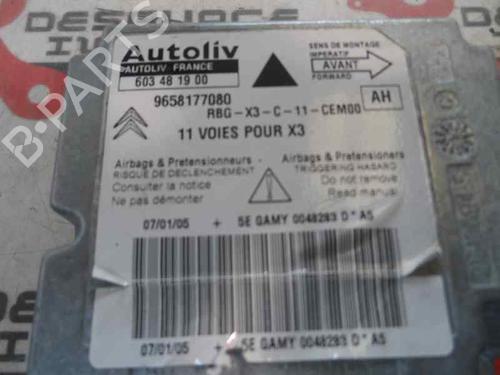 Autoliv
AUTOLIV FRANCE
603 48 19 00
SENS DE MONTAGE
IMPERATIF
AVANT
FORWARD
9658177080
AH
RBG-X3-C-11-CEM00
11 VOIES POUR X3
Airbags & Pretensionneurs
RISQUE DE DECLENCHEMENT
Consulter la notice
Ne pas démonter
Airbags & Pretensioners
TRIGGERING HASARD
Do not remove
Read manual
07/01/05 + 5E GAMY 0048283 D* A5
07/01/05 + 5E GAMY 0048283 D* A5
B-PARTS